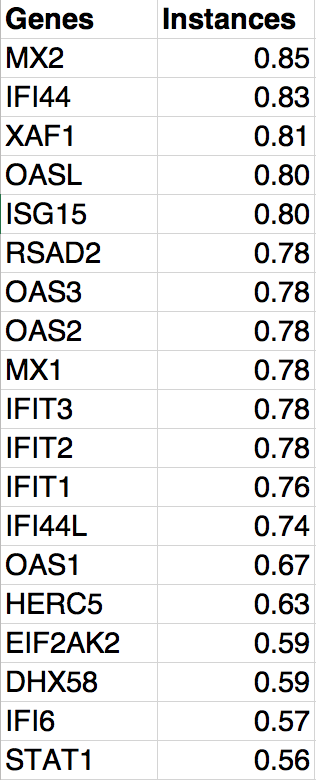 Genes Instances
MX2 0.85
IFI44 0.83
XAF1 0.81
OASL 0.80
ISG15 0.80
RSAD2 0.78
OAS3 0.78
OAS2 0.78
MX1 0.78
IFIT3 0.78
IFIT2 0.78
IFIT1 0.76
IFI44L 0.74
OAS1 0.67
HERC5 0.63
EIF2AK2 0.59
DHX58 0.59
IFI6 0.57
STAT1 0.56